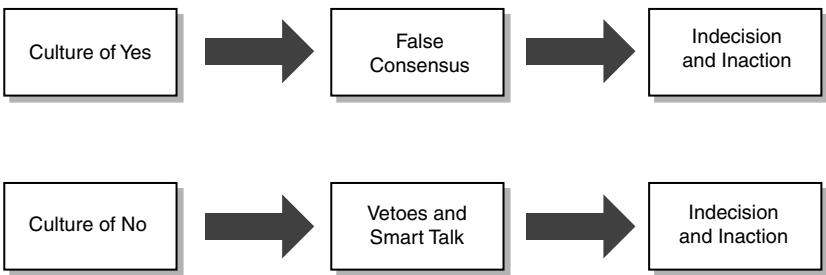 Culture of Yes
False
Consensus
Indecision
and Inaction
Culture of No
Vetoes and
Smart Talk
Indecision
and Inaction